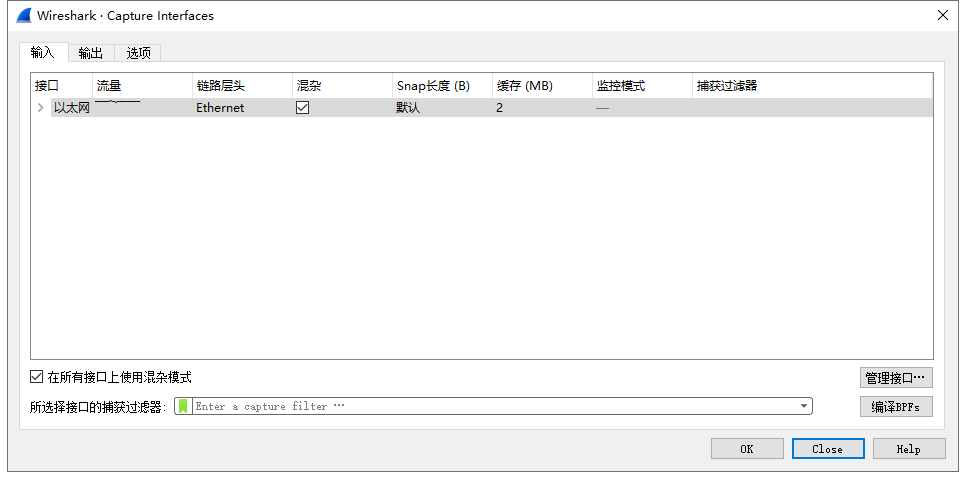 Wireshark · Capture Interfaces
输入 输出 选项
接口 流量 链路层头 混杂 Snap长度 (B) 缓存 (MB) 监控模式 捕获过滤器
以太网 Ethernet 默认 2 —
在所有接口上使用混杂模式 管理接口…
所选择接口的捕获过滤器: Enter a capture filter … 编译BPFs
OK Close Help